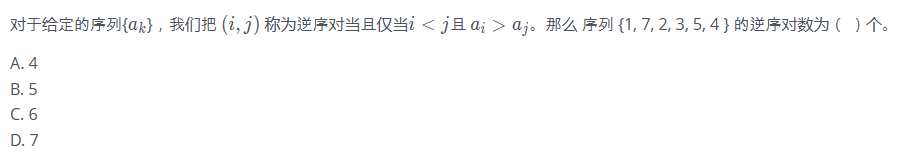 对于给定的序列{$a_k$}，我们把 $(i, j)$ 称为逆序对当且仅当$i < j$且 $a_i > a_j$。那么 序列 {1, 7, 2, 3, 5, 4 } 的逆序对数为（   ）个。
A. 4
B. 5
C. 6
D. 7